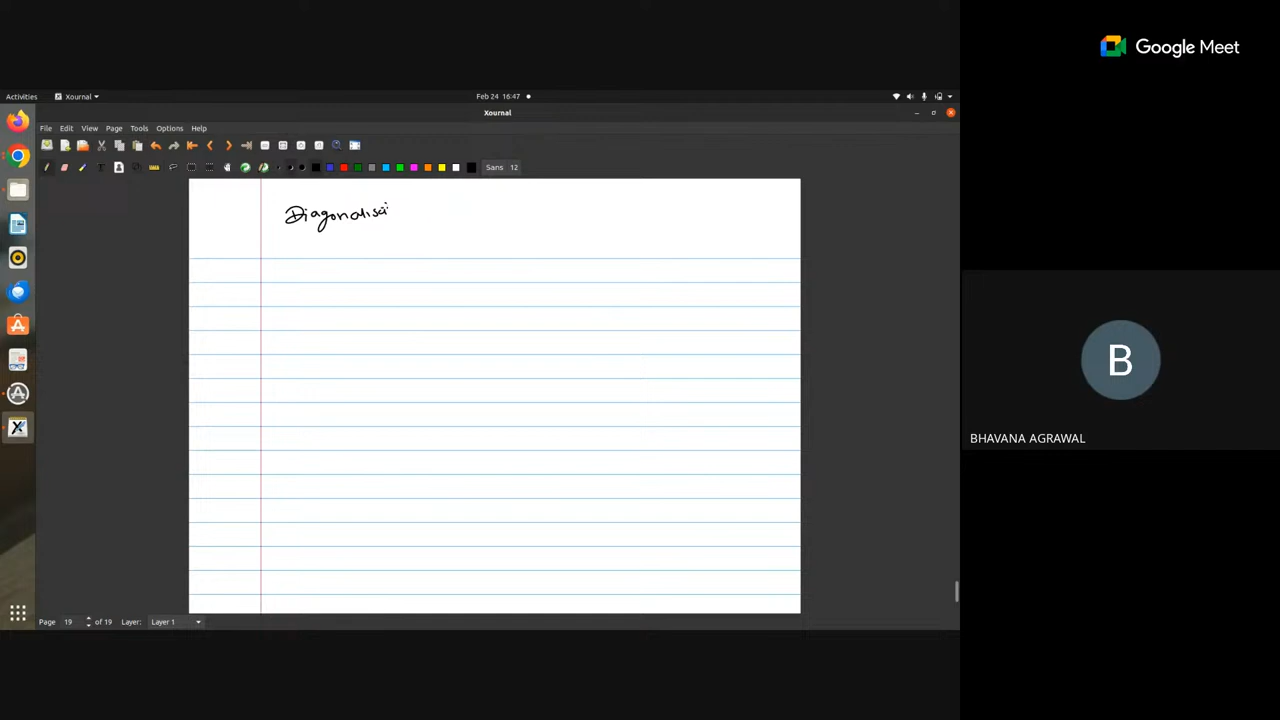 Google Meet
Activities
Xournal
Feb 24 16:47
Xournal
File Edit View Page Tools Options Help
Sans 12
Diagonalisa
B
BHAVANA AGRAWAL
Page 19 of 19 Layer: Layer 1